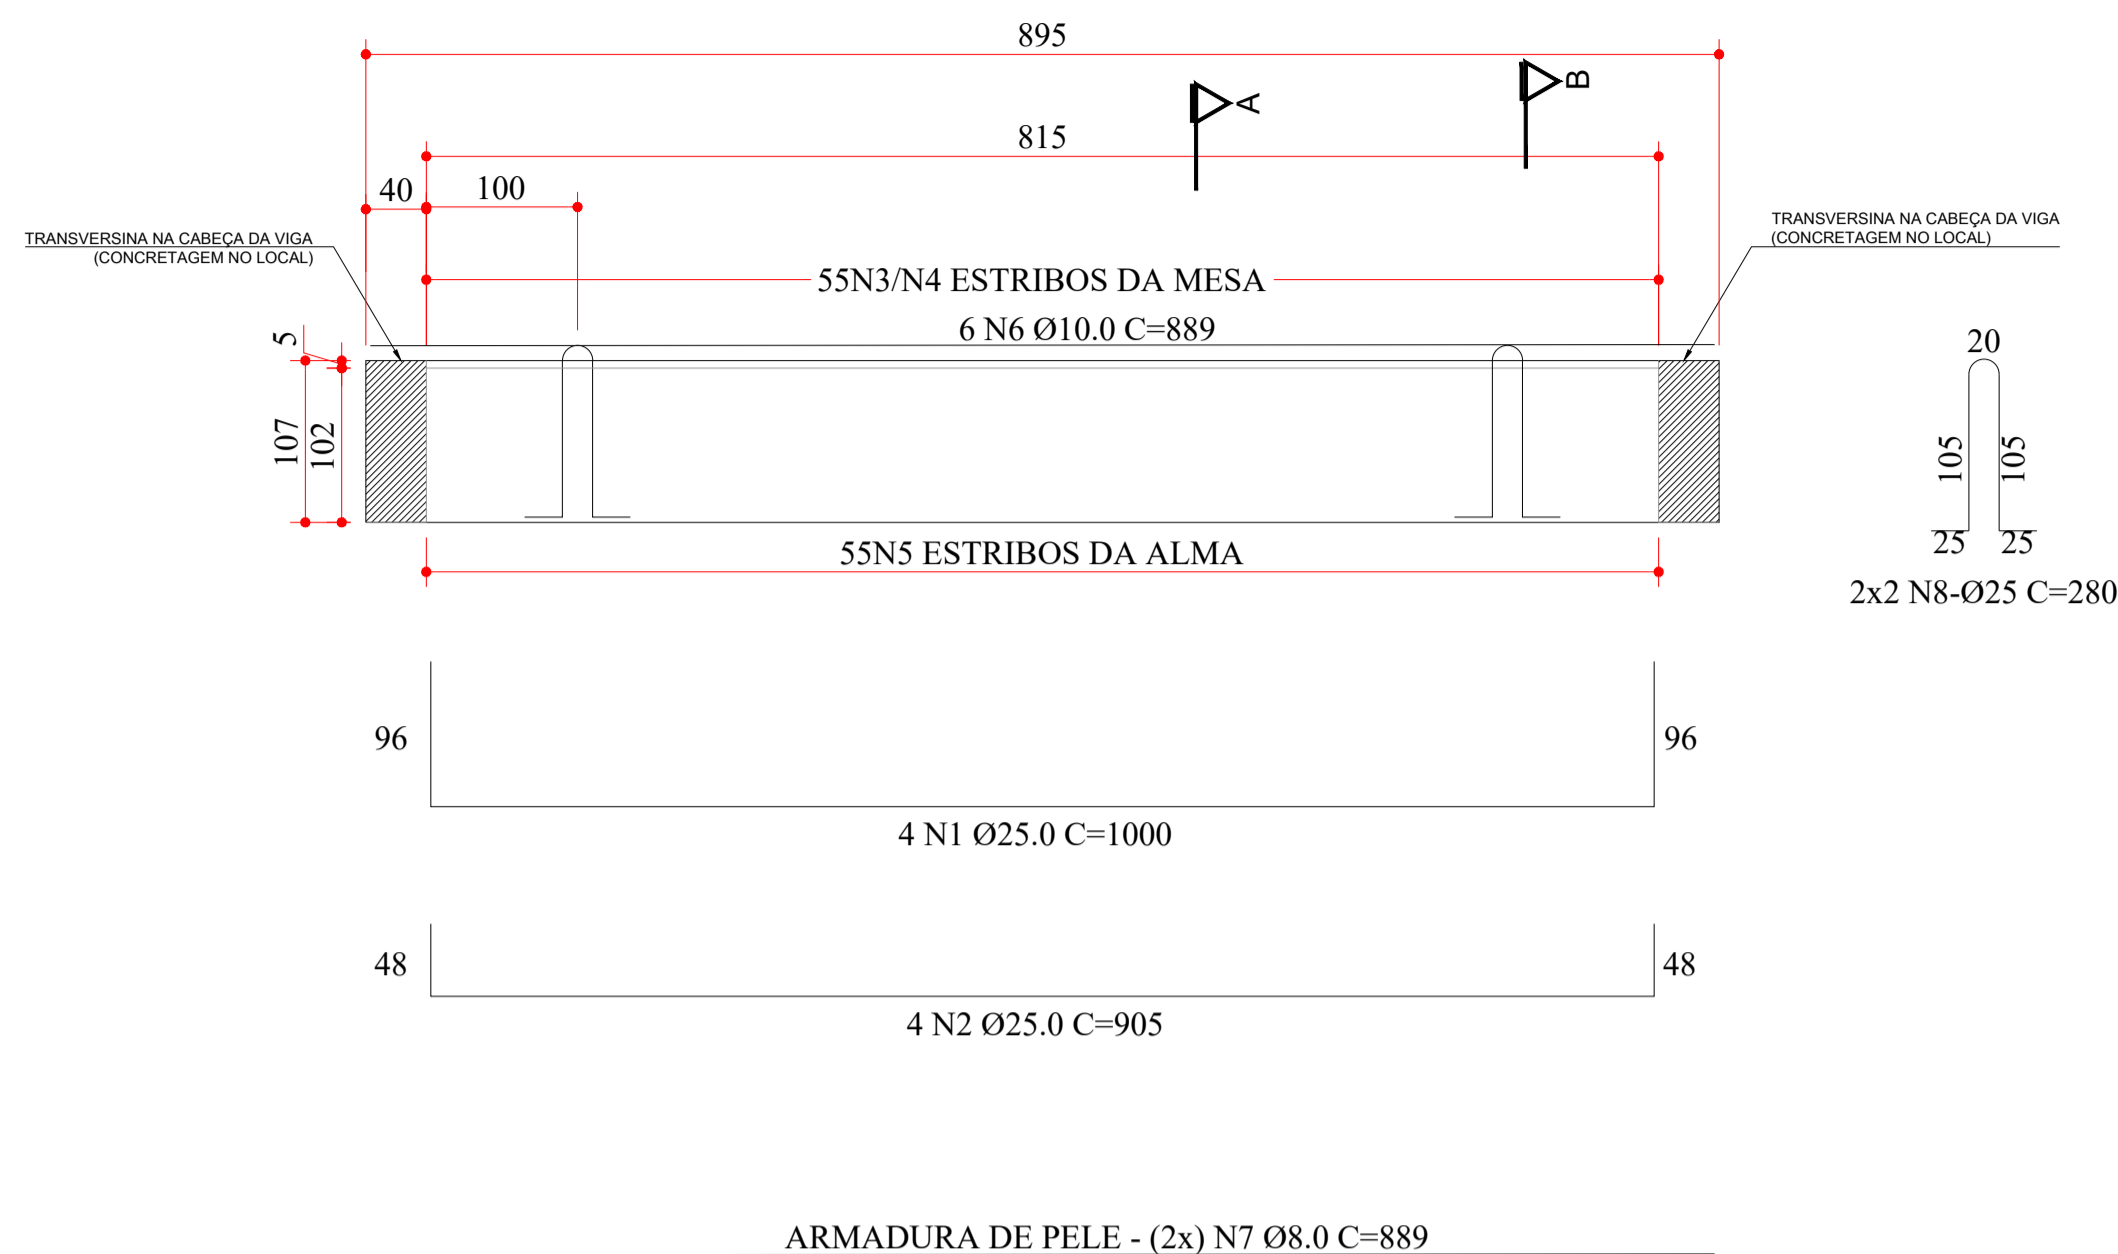 895
B
A
815
40
100
TRANSVERSINA NA CABEÇA DA VIGA
(CONCRETAGEM NO LOCAL)
TRANSVERSINA NA CABEÇA DA VIGA
(CONCRETAGEM NO LOCAL)
55N3/N4 ESTRIBOS DA MESA
6 N6 Ø10.0 C=889
5
107
102
20
105
105
25
25
2x2 N8-Ø25 C=280
55N5 ESTRIBOS DA ALMA
96
96
4 N1 Ø25.0 C=1000
48
48
4 N2 Ø25.0 C=905
ARMADURA DE PELE - (2x) N7 Ø8.0 C=889